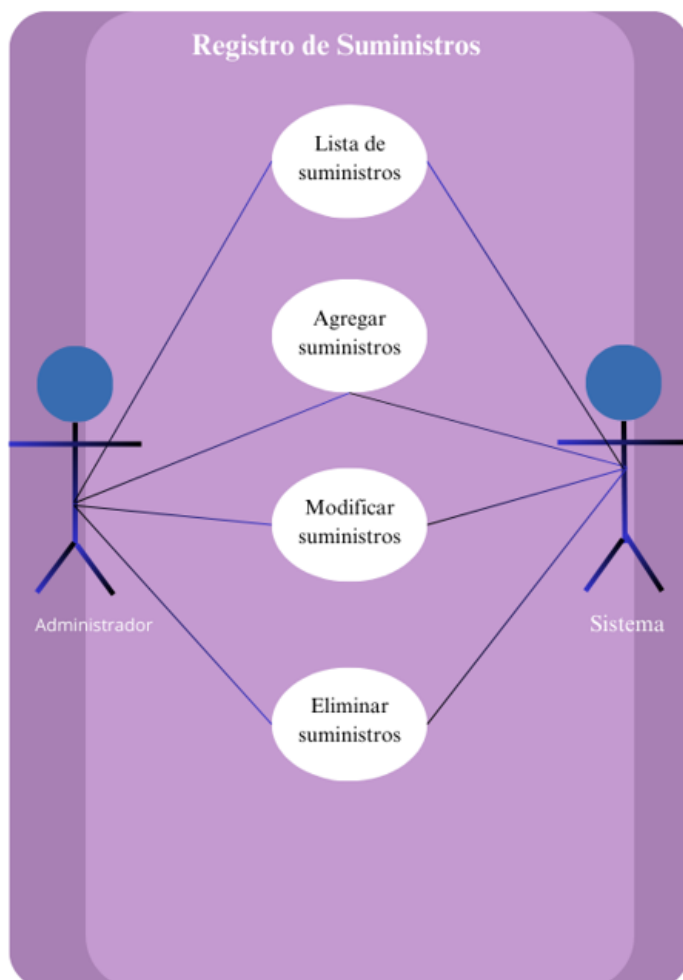 Registro de Suministros
Lista de
suministros
Agregar
suministros
Modificar
suministros
Administrador
Sistema
Eliminar
suministros